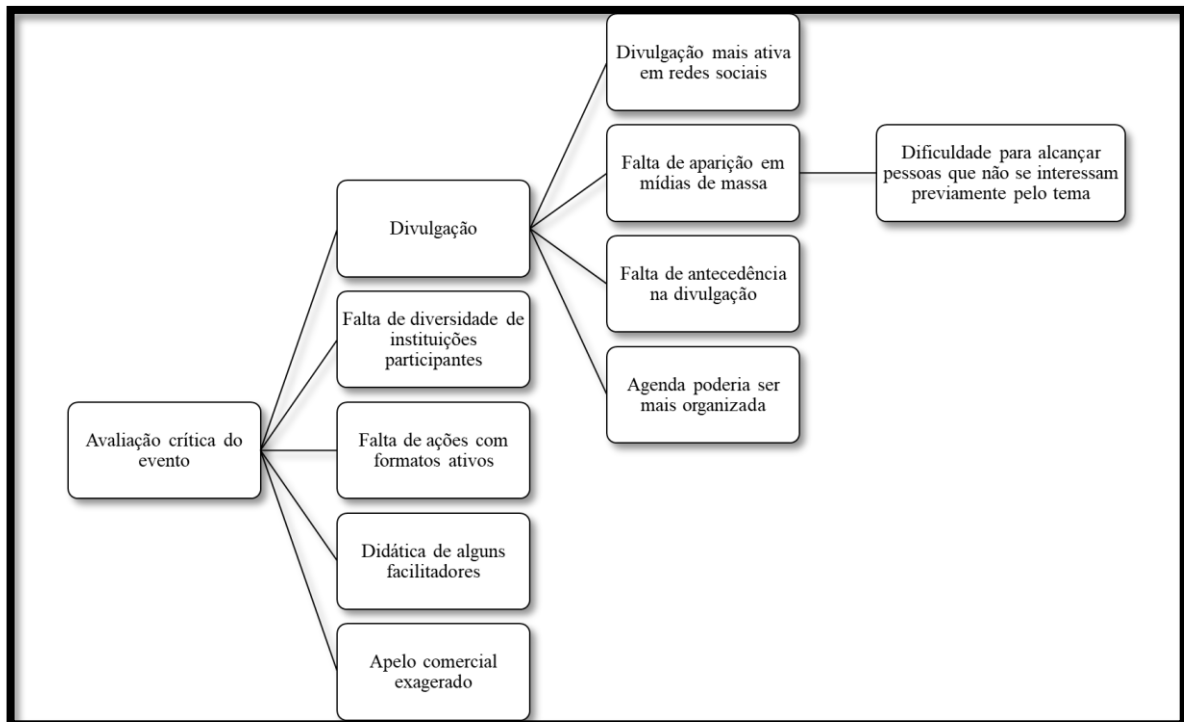 Divulgação mais ativa
em redes sociais
Falta de aparição em
mídias de massa
Dificuldade para alcançar
pessoas que não se interessam
previamente pelo tema
Divulgação
Falta de antecedência
na divulgação
Falta de diversidade de
instituições
participantes
Agenda poderia ser
mais organizada
Avaliação crítica do
evento
Falta de ações com
formatos ativos
Didática de alguns
facilitadores
Apelo comercial
exagerado